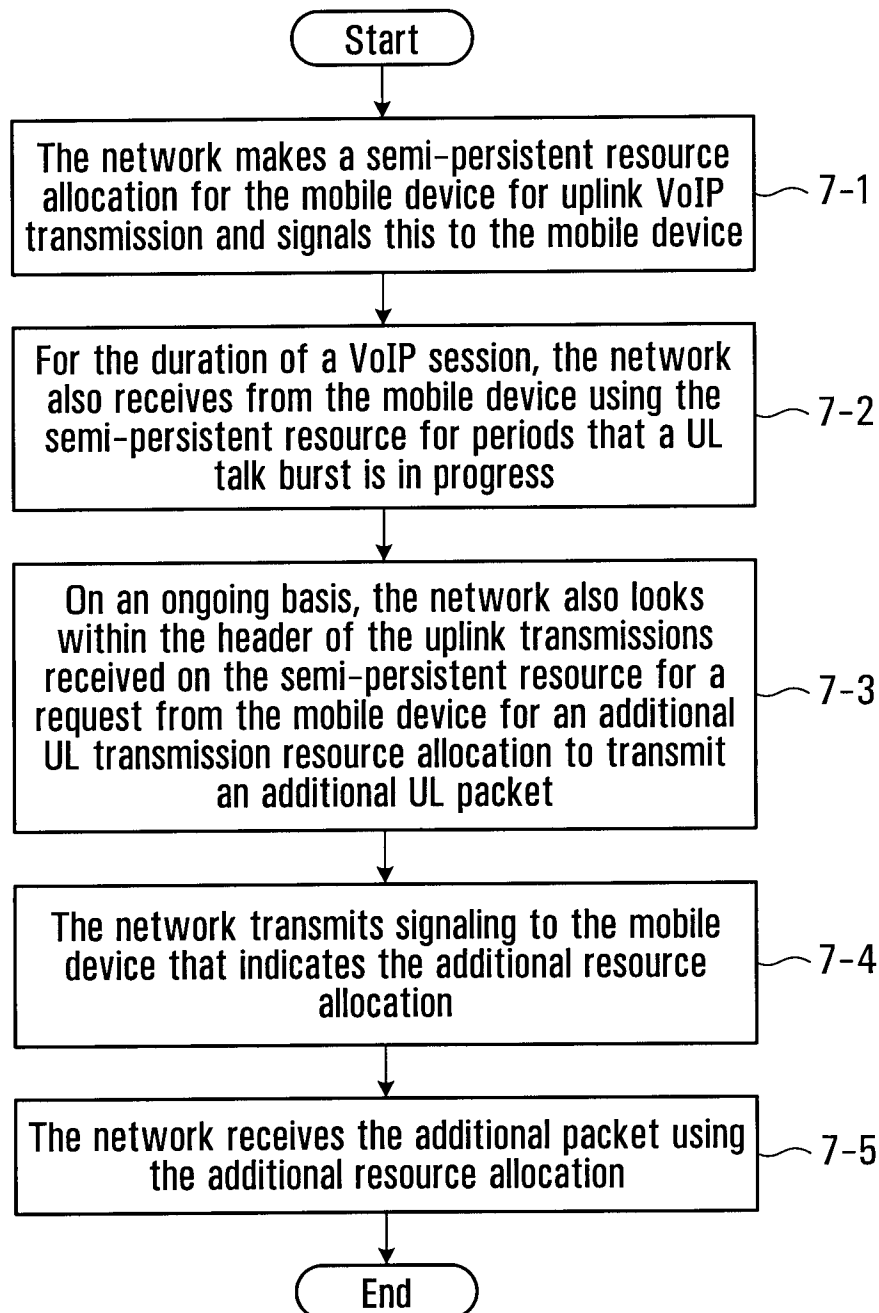 Start
The network makes a semi-persistent resource
allocation for the mobile device for uplink VoIP
transmission and signals this to the mobile device
7-1
For the duration of a VoIP session, the network
also receives from the mobile device using the
semi-persistent resource for periods that a UL
talk burst is in progress
7-2
On an ongoing basis, the network also looks
within the header of the uplink transmissions
received on the semi-persistent resource for a
request from the mobile device for an additional
UL transmission resource allocation to transmit
an additional UL packet
7-3
The network transmits signaling to the mobile
device that indicates the additional resource
allocation
7-4
The network receives the additional packet using
the additional resource allocation
7-5
End